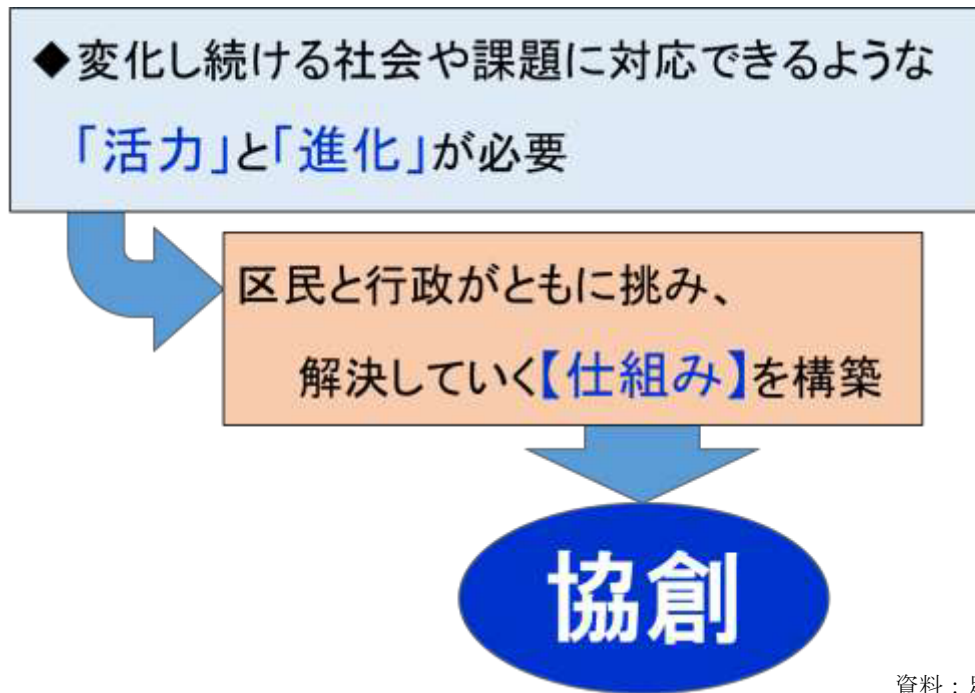 ◆変化し続ける社会や課題に対応できるような
「活力」と「進化」が必要
区民と行政がともに挑み、
解決していく【仕組み】を構築
協創
資料：